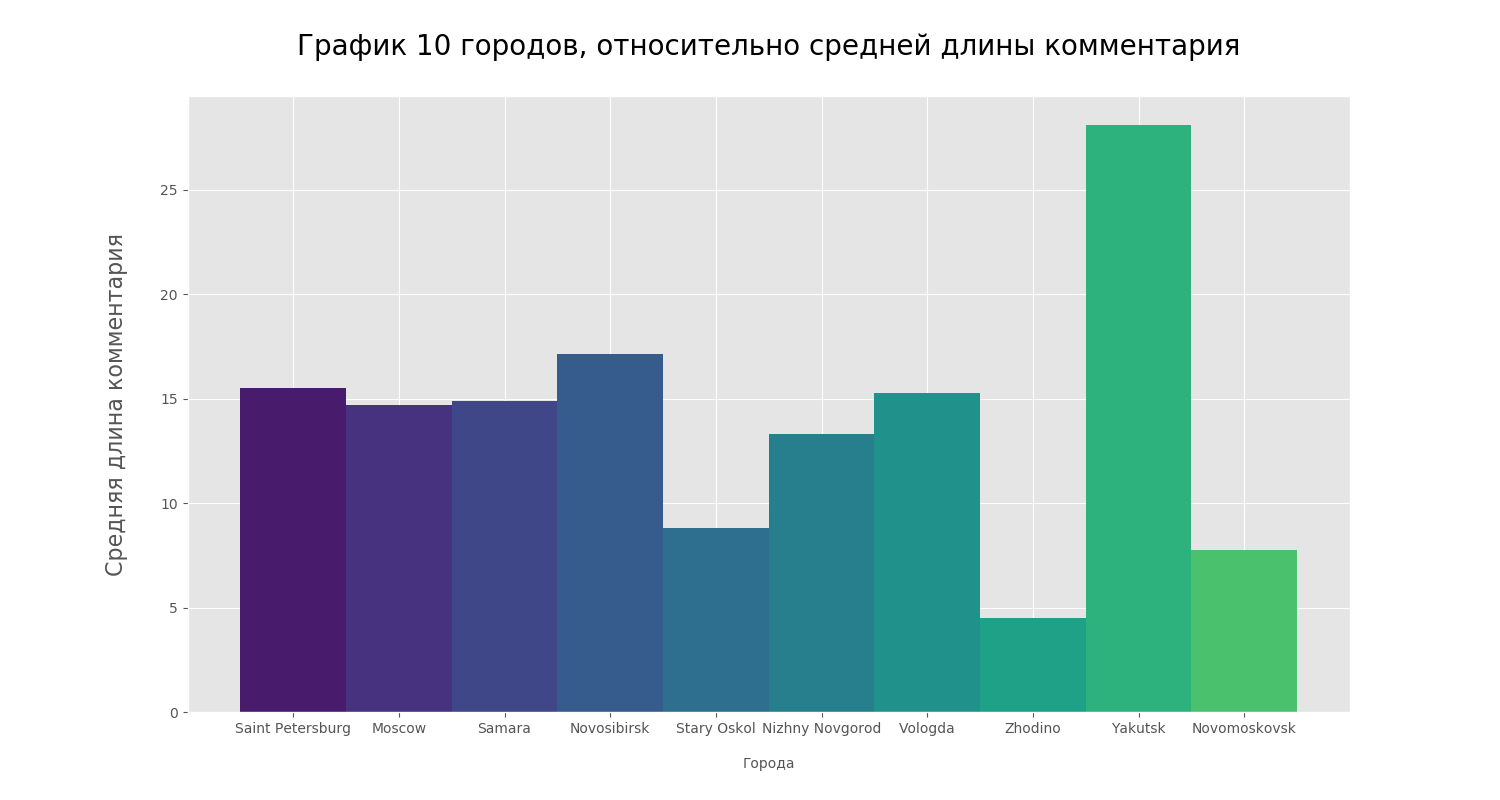 График 10 городов, относительно средней длины комментария
Средняя длина комментария
25
20
15
10
5
0
Saint Petersburg Moscow Samara Novosibirsk Stary Oskol Nizhny Novgorod Vologda Zhodino Yakutsk Novomoskovsk
Города